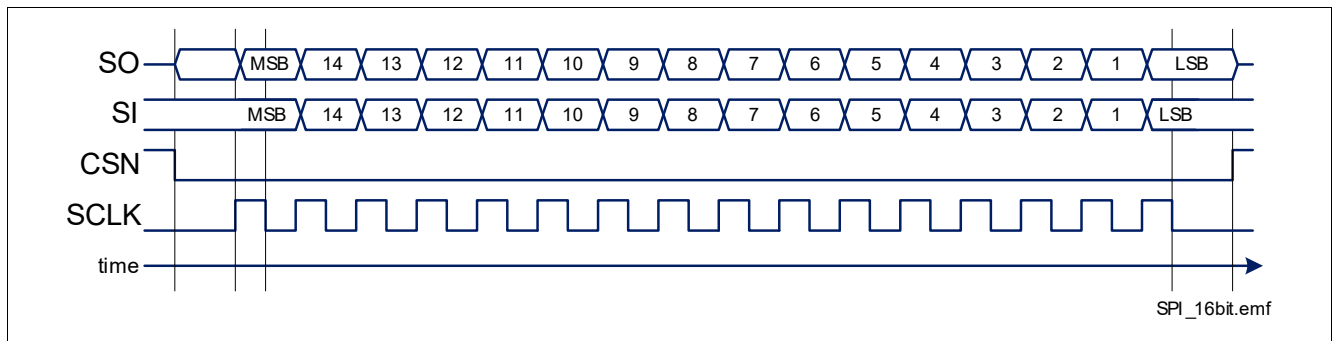 SO MSB 14 13 12 11 10 9 8 7 6 5 4 3 2 1 LSB
SI MSB 14 13 12 11 10 9 8 7 6 5 4 3 2 1 LSB
CSN
SCLK
time
SPI_16bit.emf